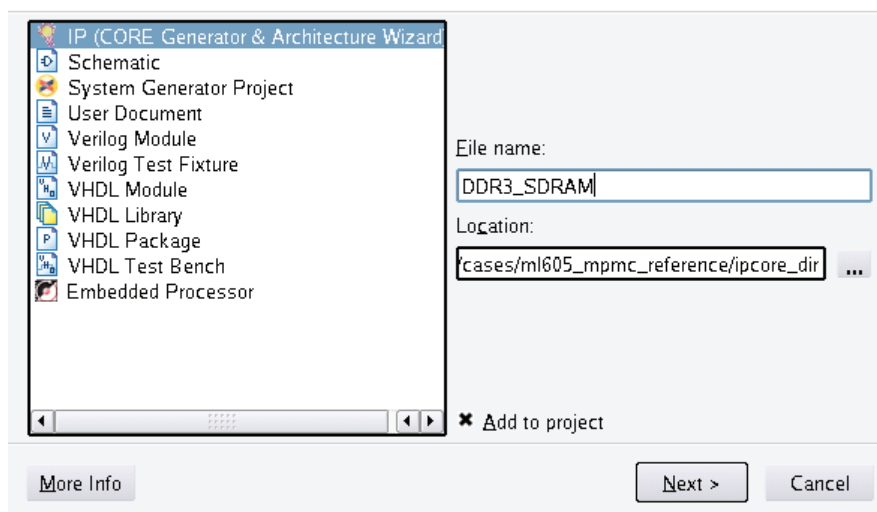 IP (CORE Generator & Architecture Wizard
Schematic
System Generator Project
User Document
Verilog Module
Verilog Test Fixture
VHDL Module
VHDL Library
VHDL Package
VHDL Test Bench
Embedded Processor
File name:
DDR3_SDRAM
Location:
/cases/ml605_mpmc_reference/ipcore_dir
...
Add to project
More Info
Next >
Cancel